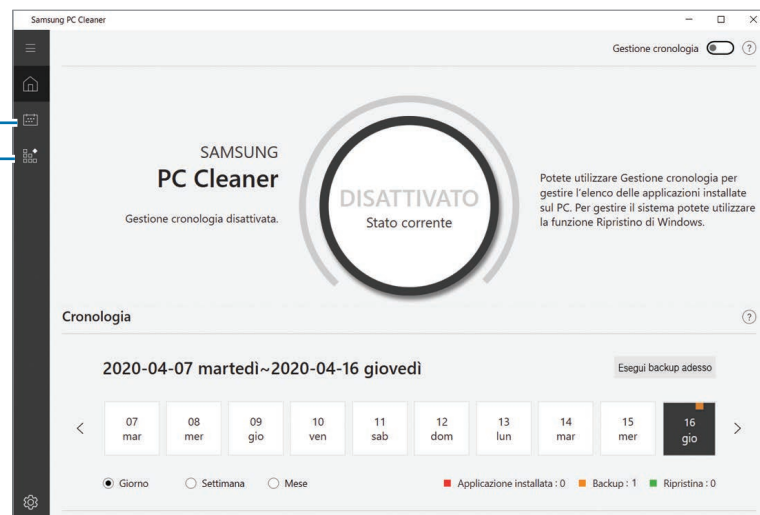 Samsung PC Cleaner
Gestione cronologia
SAMSUNG
PC Cleaner
Gestione cronologia disattivata.
DISATTIVATO
Stato corrente
Potete utilizzare Gestione cronologia per
gestire l'elenco delle applicazioni installate
sul PC. Per gestire il sistema potete utilizzare
la funzione Ripristino di Windows.
Cronologia
2020-04-07 martedì~2020-04-16 giovedì
Esegui backup adesso
07 08 09 10 11 12 13 14 15 16
mar mer gio ven sab dom lun mar mer gio
Giorno Settimana Mese Applicazione installata : 0 Backup : 1 Ripristina : 0